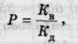 P = Kв / Kд,